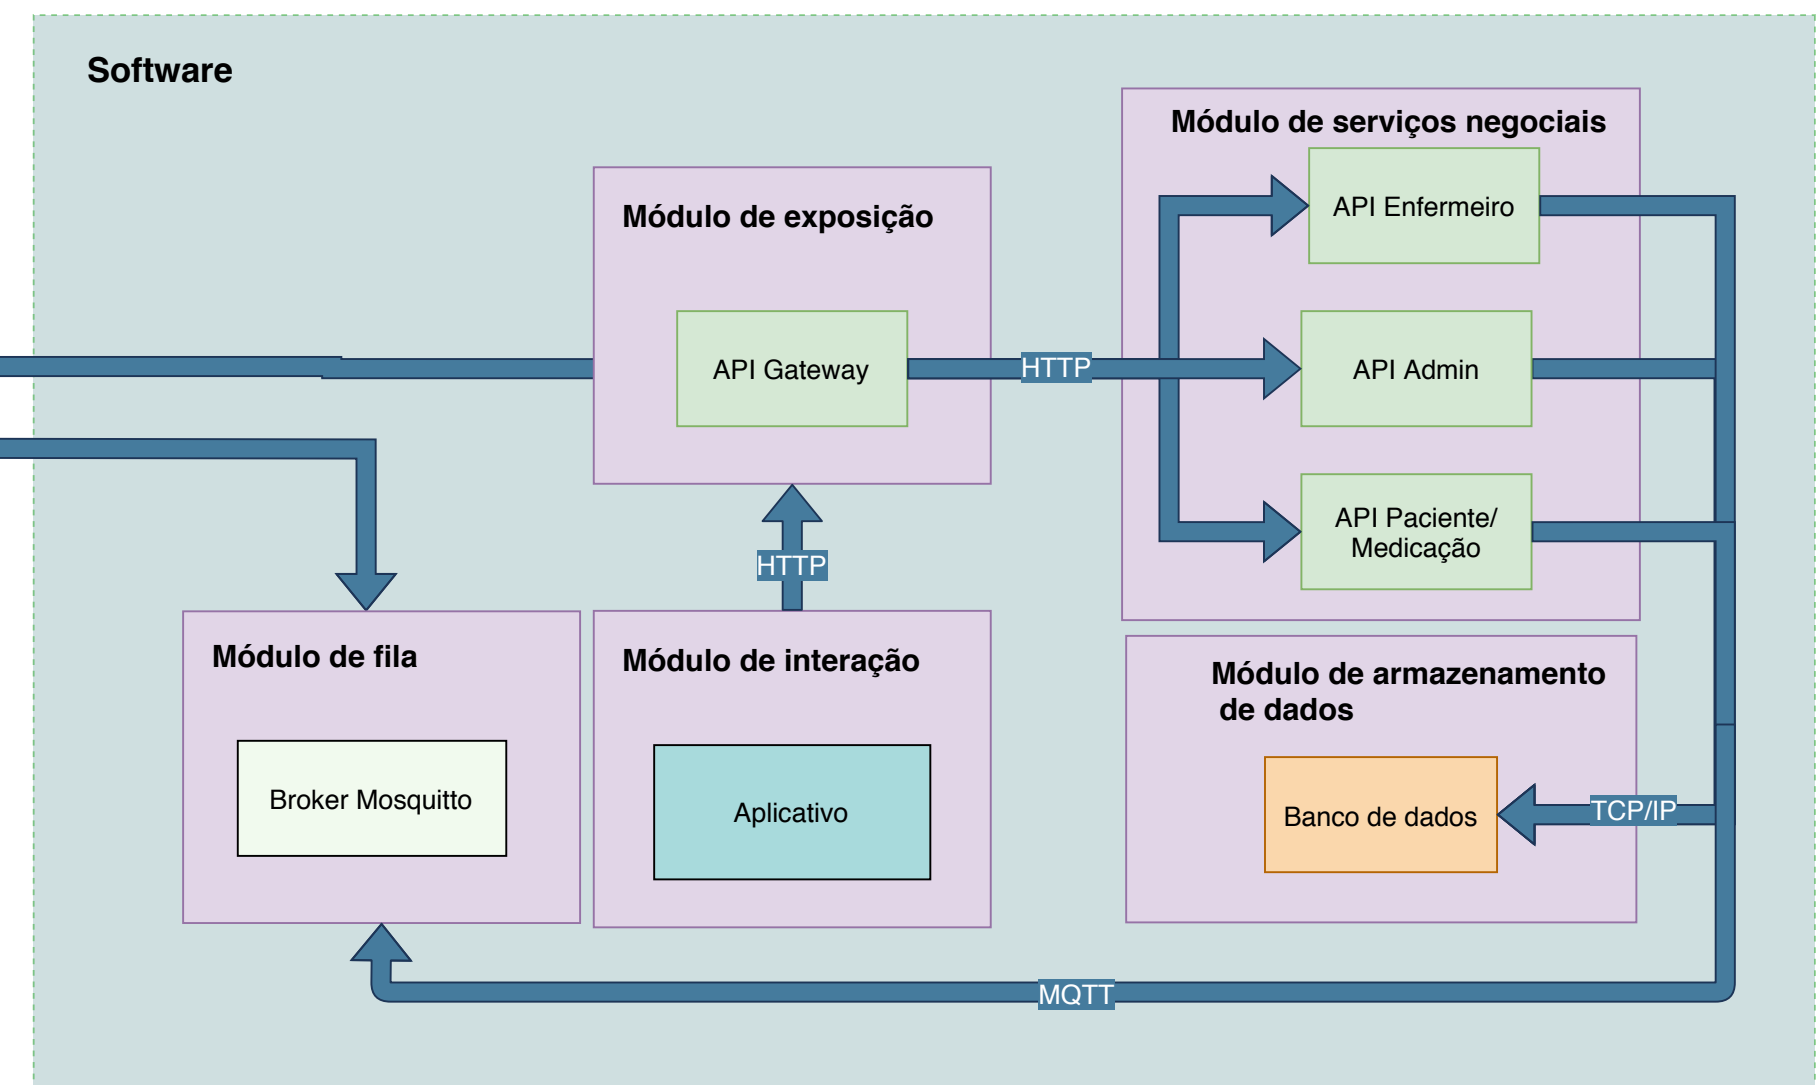 Software
Módulo de serviços negociais
API Enfermeiro
Módulo de exposição
API Gateway
HTTP
API Admin
API Paciente/
Medicação
HTTP
Módulo de fila
Broker Mosquitto
Módulo de interação
Aplicativo
Módulo de armazenamento
de dados
Banco de dados
TCP/IP
MQTT